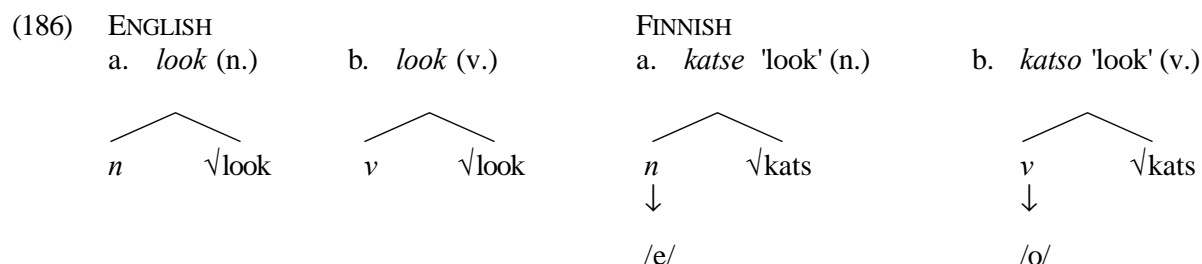 (186) ENGLISH FINNISH
a. look (n.) b. look (v.) a. katse 'look' (n.) b. katso 'look' (v.)
n √look v √look n √kats v √kats
↓ ↓
/e/ /o/